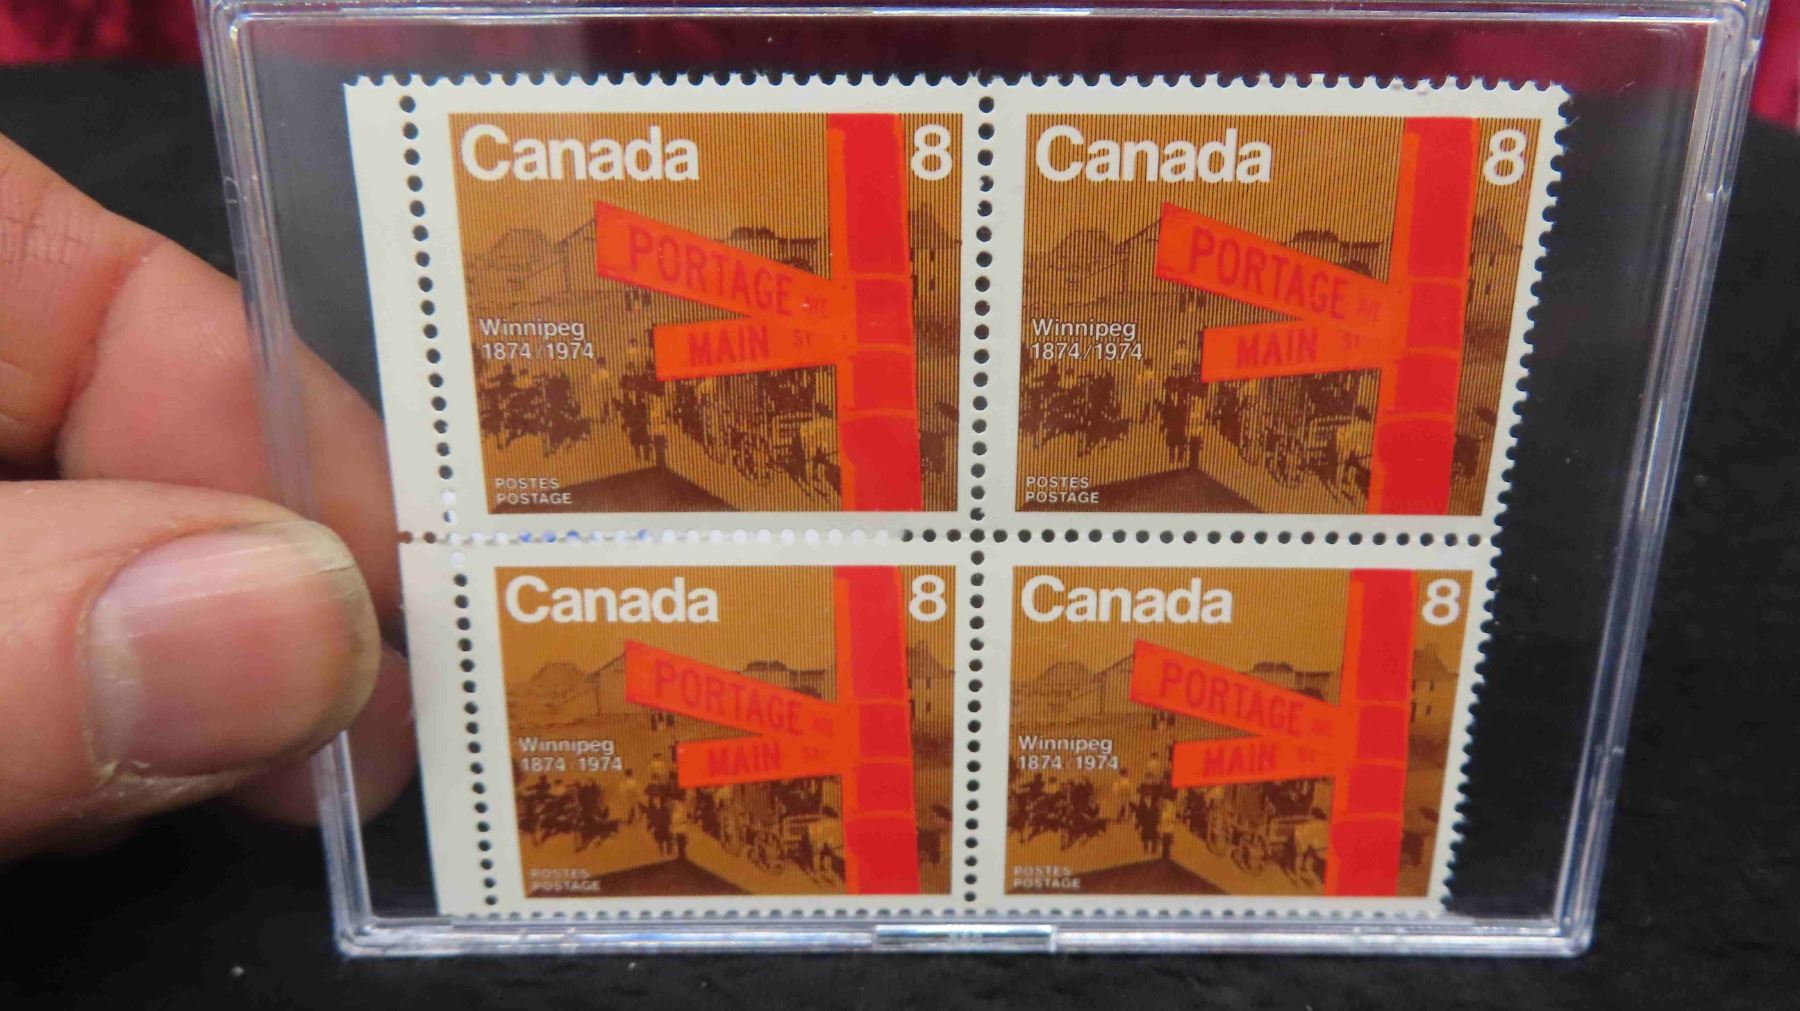 Canada 8
PORTAGE AVE
MAIN ST
Winnipeg
1874/1974
POSTES
POSTAGE
Canada 8
PORTAGE AVE
MAIN ST
Winnipeg
1874/1974
POSTES
POSTAGE
Canada 8
PORTAGE AVE
MAIN ST
Winnipeg
1874/1974
POSTES
POSTAGE
Canada 8
PORTAGE AVE
MAIN ST
Winnipeg
1874/1974
POSTES
POSTAGE